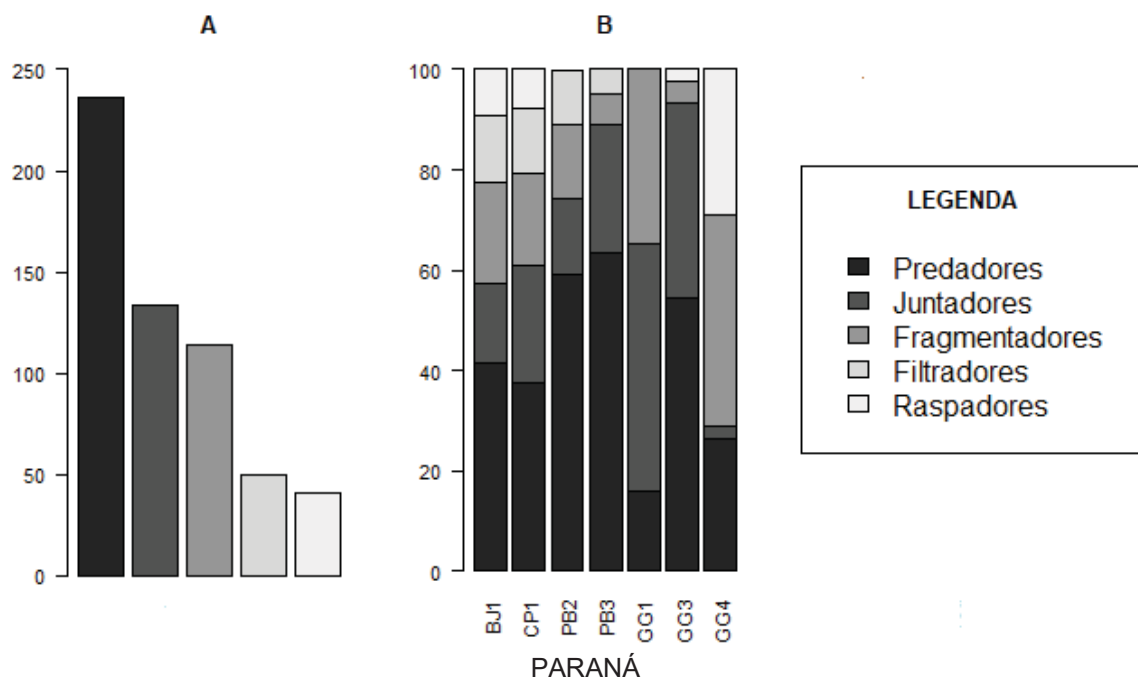 A
250
200
150
100
50
0
B
100
80
60
40
20
0
BJ1
CP1
PB2
PB3
GG1
GG3
GG4
PARANÁ
LEGENDA
Predadores
Juntadores
Fragmentadores
Filtradores
Raspadores